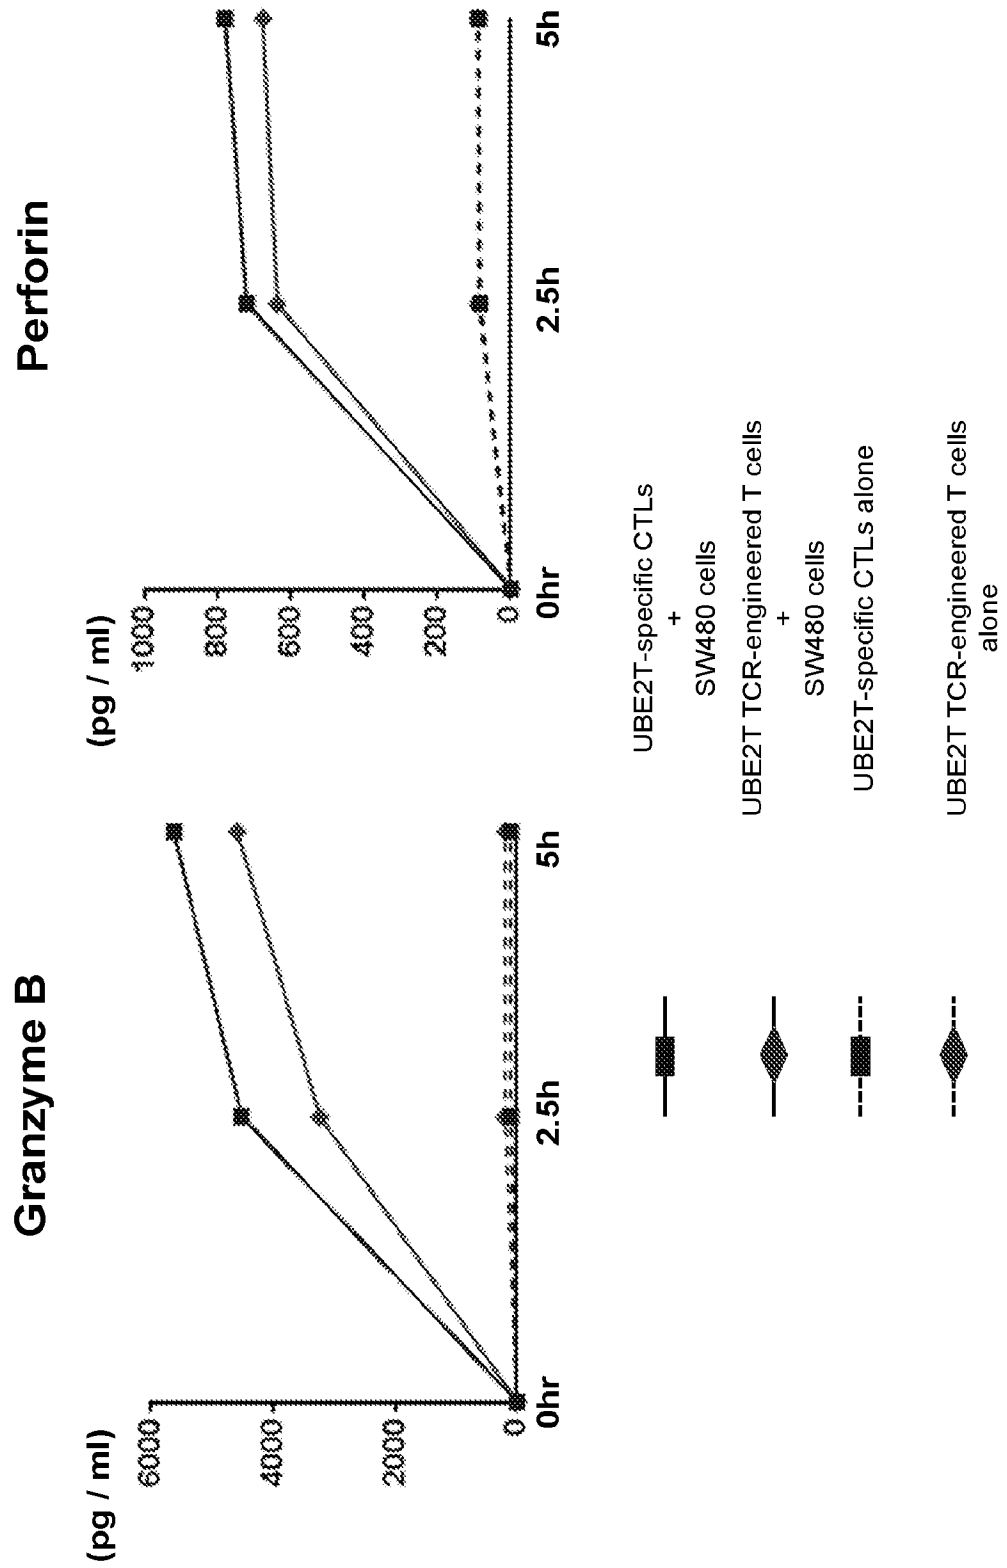 Granzyme B
(pg / ml)
6000
4000
2000
0
0hr
2.5h
5h
Perforin
(pg / ml)
1000
800
600
400
200
0
0hr
2.5h
5h
UBE2T-specific CTLs
+
SW480 cells
UBE2T TCR-engineered T cells
+
SW480 cells
UBE2T-specific CTLs alone
UBE2T TCR-engineered T cells
alone